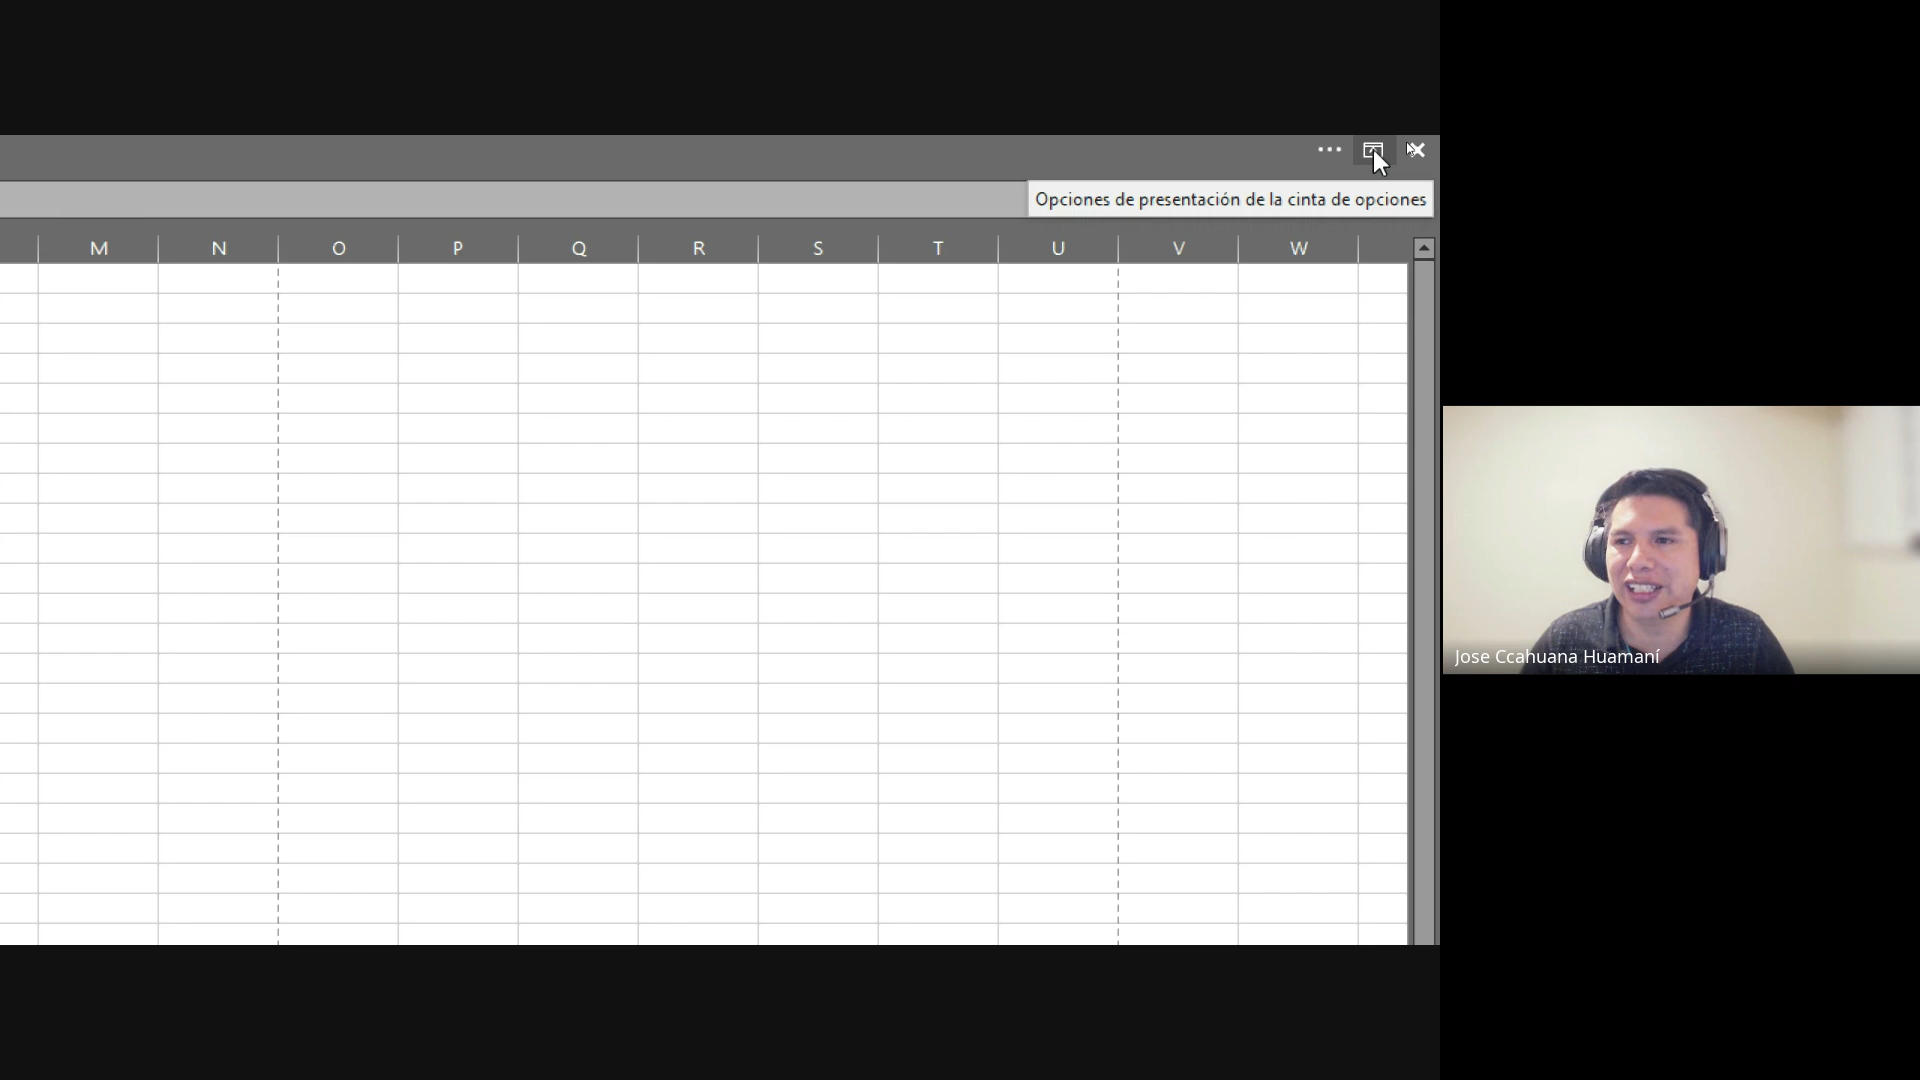 Opciones de presentación de la cinta de opciones
M N O P Q R S T U V W
Jose Ccahuana Huamaní